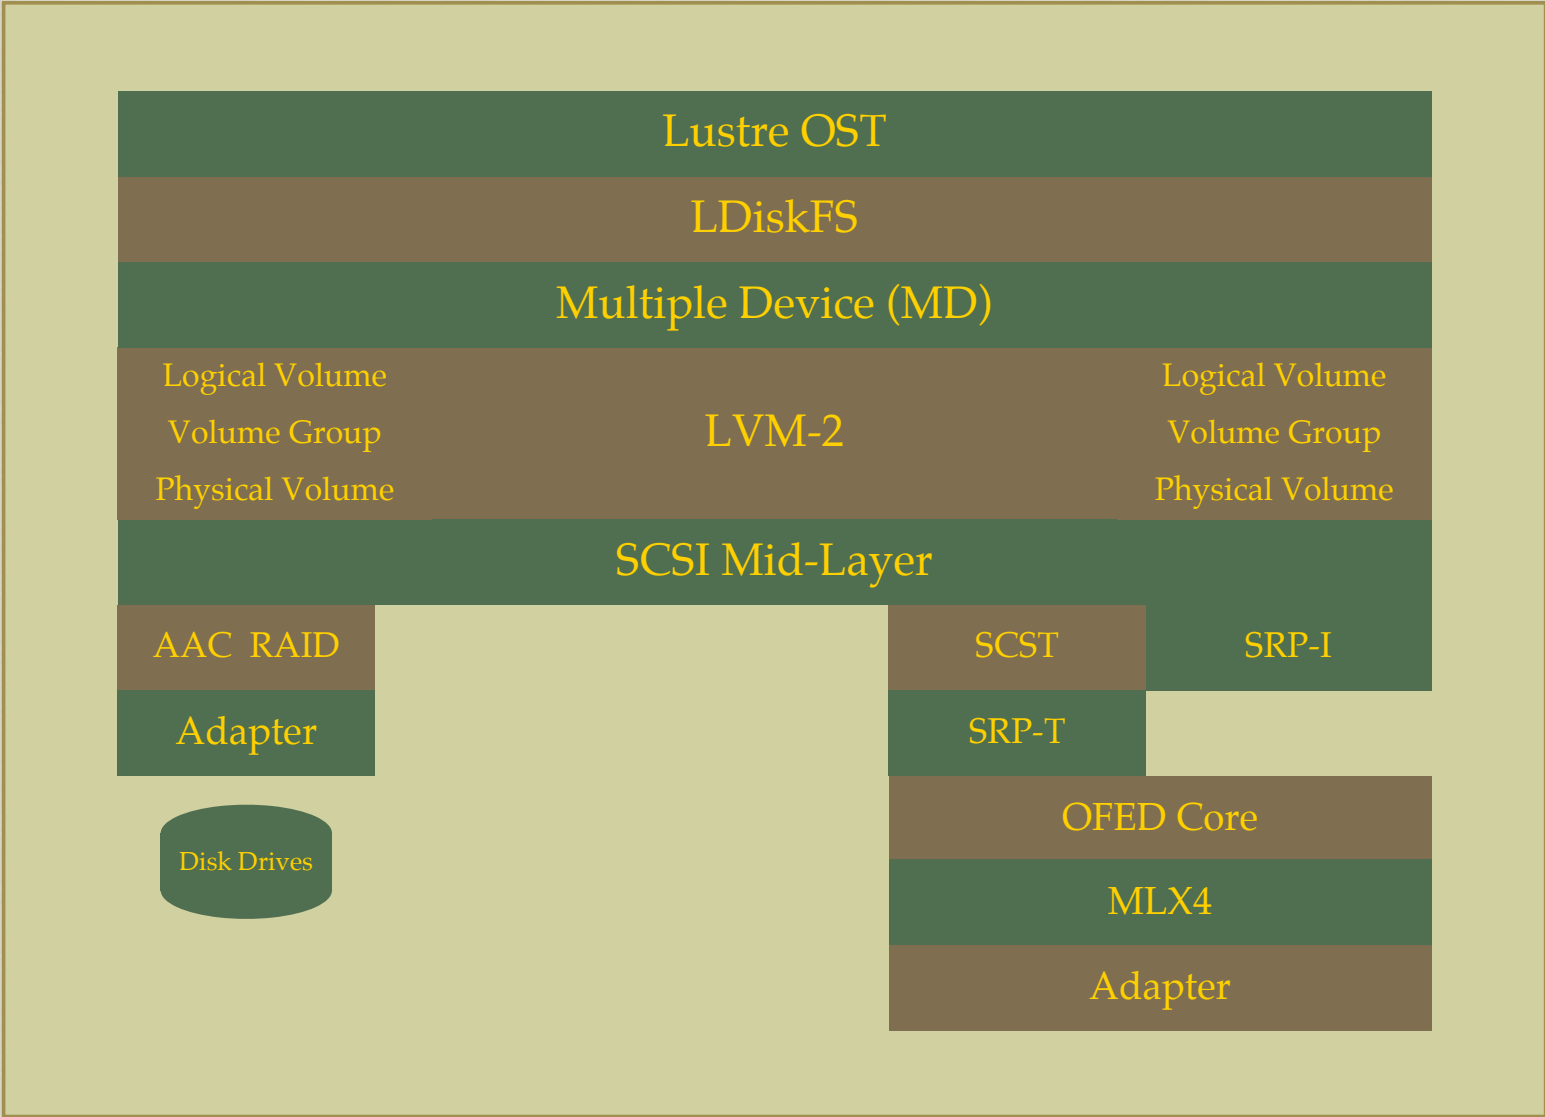 Lustre OST
LDiskFS
Multiple Device (MD)
Logical Volume
Volume Group
Physical Volume
LVM-2
Logical Volume
Volume Group
Physical Volume
SCSI Mid-Layer
AAC  RAID
SCST
SRP-I
Adapter
SRP-T
OFED Core
Disk Drives
MLX4
Adapter